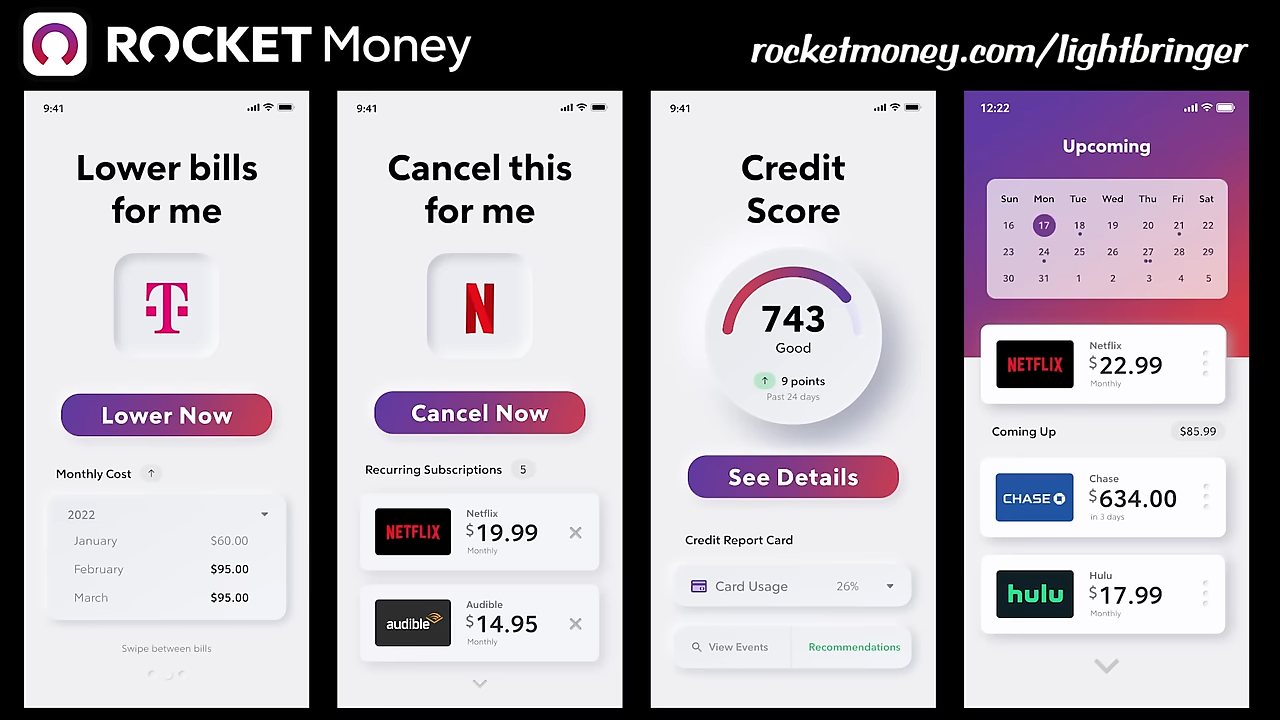 ROCKET Money
rocketmoney.com/lightbringer
9:41
Lower bills
for me
T
Lower Now
Monthly Cost ↑
2022
January $60.00
February $95.00
March $95.00
Swipe between bills
9:41
Cancel this
for me
N
Cancel Now
Recurring Subscriptions 5
NETFLIX
Netflix
$19.99
Monthly
×
audible
Audible
$14.95
Monthly
×
9:41
Credit
Score
743
Good
↑ 9 points
Past 24 days
See Details
Credit Report Card
Card Usage 26%
View Events Recommendations
12:22
Upcoming
Sun Mon Tue Wed Thu Fri Sat
16 17 18 19 20 21 22
23 24 25 26 27 28 29
30 31 1 2 3 4 5
NETFLIX
Netflix
$22.99
Monthly
Coming Up $85.99
CHASE
Chase
$634.00
in 3 days
hulu
Hulu
$17.99
Monthly